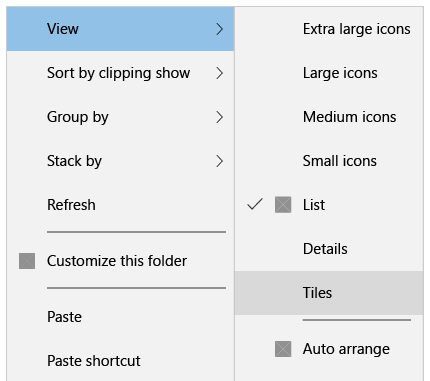 View
Sort by clipping show
Group by
Stack by
Refresh
Customize this folder
Paste
Paste shortcut
Extra large icons
Large icons
Medium icons
Small icons
List
Details
Tiles
Auto arrange